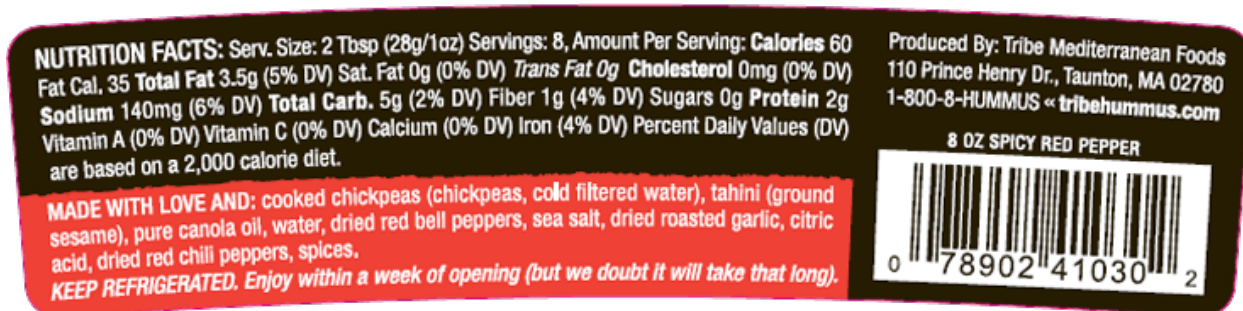 NUTRITION FACTS: Serv. Size: 2 Tbsp (28g/1oz) Servings: 8, Amount Per Serving: Calories 60
Fat Cal. 35 Total Fat 3.5g (5% DV) Sat. Fat 0g (0% DV) Trans Fat 0g Cholesterol 0mg (0% DV)
Sodium 140mg (6% DV) Total Carb. 5g (2% DV) Fiber 1g (4% DV) Sugars 0g Protein 2g
Vitamin A (0% DV) Vitamin C (0% DV) Calcium (0% DV) Iron (4% DV) Percent Daily Values (DV)
are based on a 2,000 calorie diet.
MADE WITH LOVE AND: cooked chickpeas (chickpeas, cold filtered water), tahini (ground
sesame), pure canola oil, water, dried red bell peppers, sea salt, dried roasted garlic, citric
acid, dried red chili peppers, spices.
KEEP REFRIGERATED. Enjoy within a week of opening (but we doubt it will take that long).
Produced By: Tribe Mediterranean Foods
110 Prince Henry Dr., Taunton, MA 02780
1-800-8-HUMMUS « tribehummus.com
8 OZ SPICY RED PEPPER
0 78902 41030 2